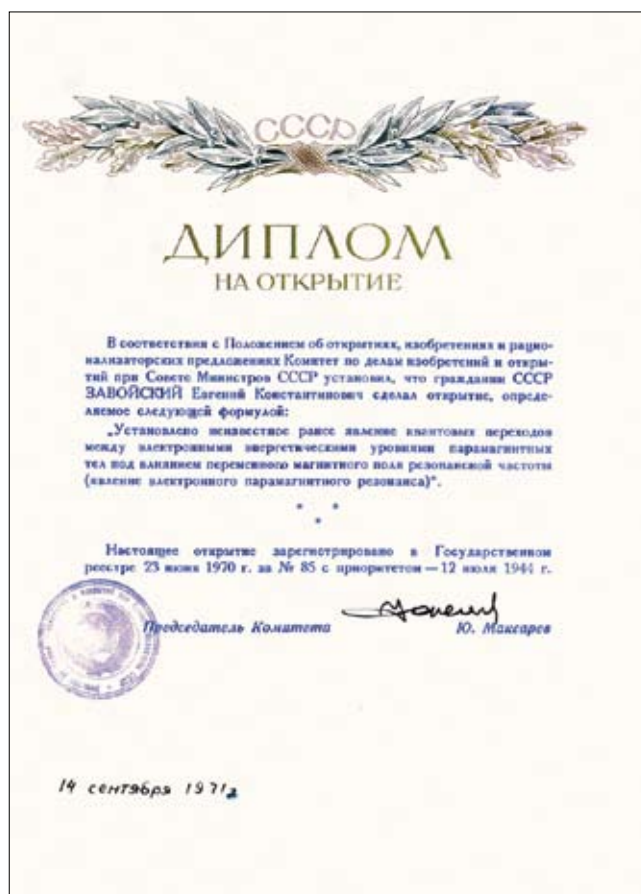 СССР
ДИПЛОМ
НА ОТКРЫТИЕ
В соответствии с Положением об открытиях, изобретениях и рацио-
нализаторских предложениях Комитет по делам изобретений и откры-
тий при Совете Министров СССР установил, что гражданин СССР
ЗАВОЙСКИЙ Евгений Константинович сделал открытие, опреде-
ляемое следующей формулой:
„Установлено неизвестное ранее явление квантовых переходов
между электронными энергетическими уровнями парамагнитных
тел под влиянием переменного магнитного поля резонансной частоты
(явление электронного парамагнитного резонанса)".
* * *
Настоящее открытие зарегистрировано в Государственном
реестре 23 июня 1970 г. за № 85 с приоритетом — 12 июля 1944 г.
Председатель Комитета Ю. Максарев
14 сентября 1971г